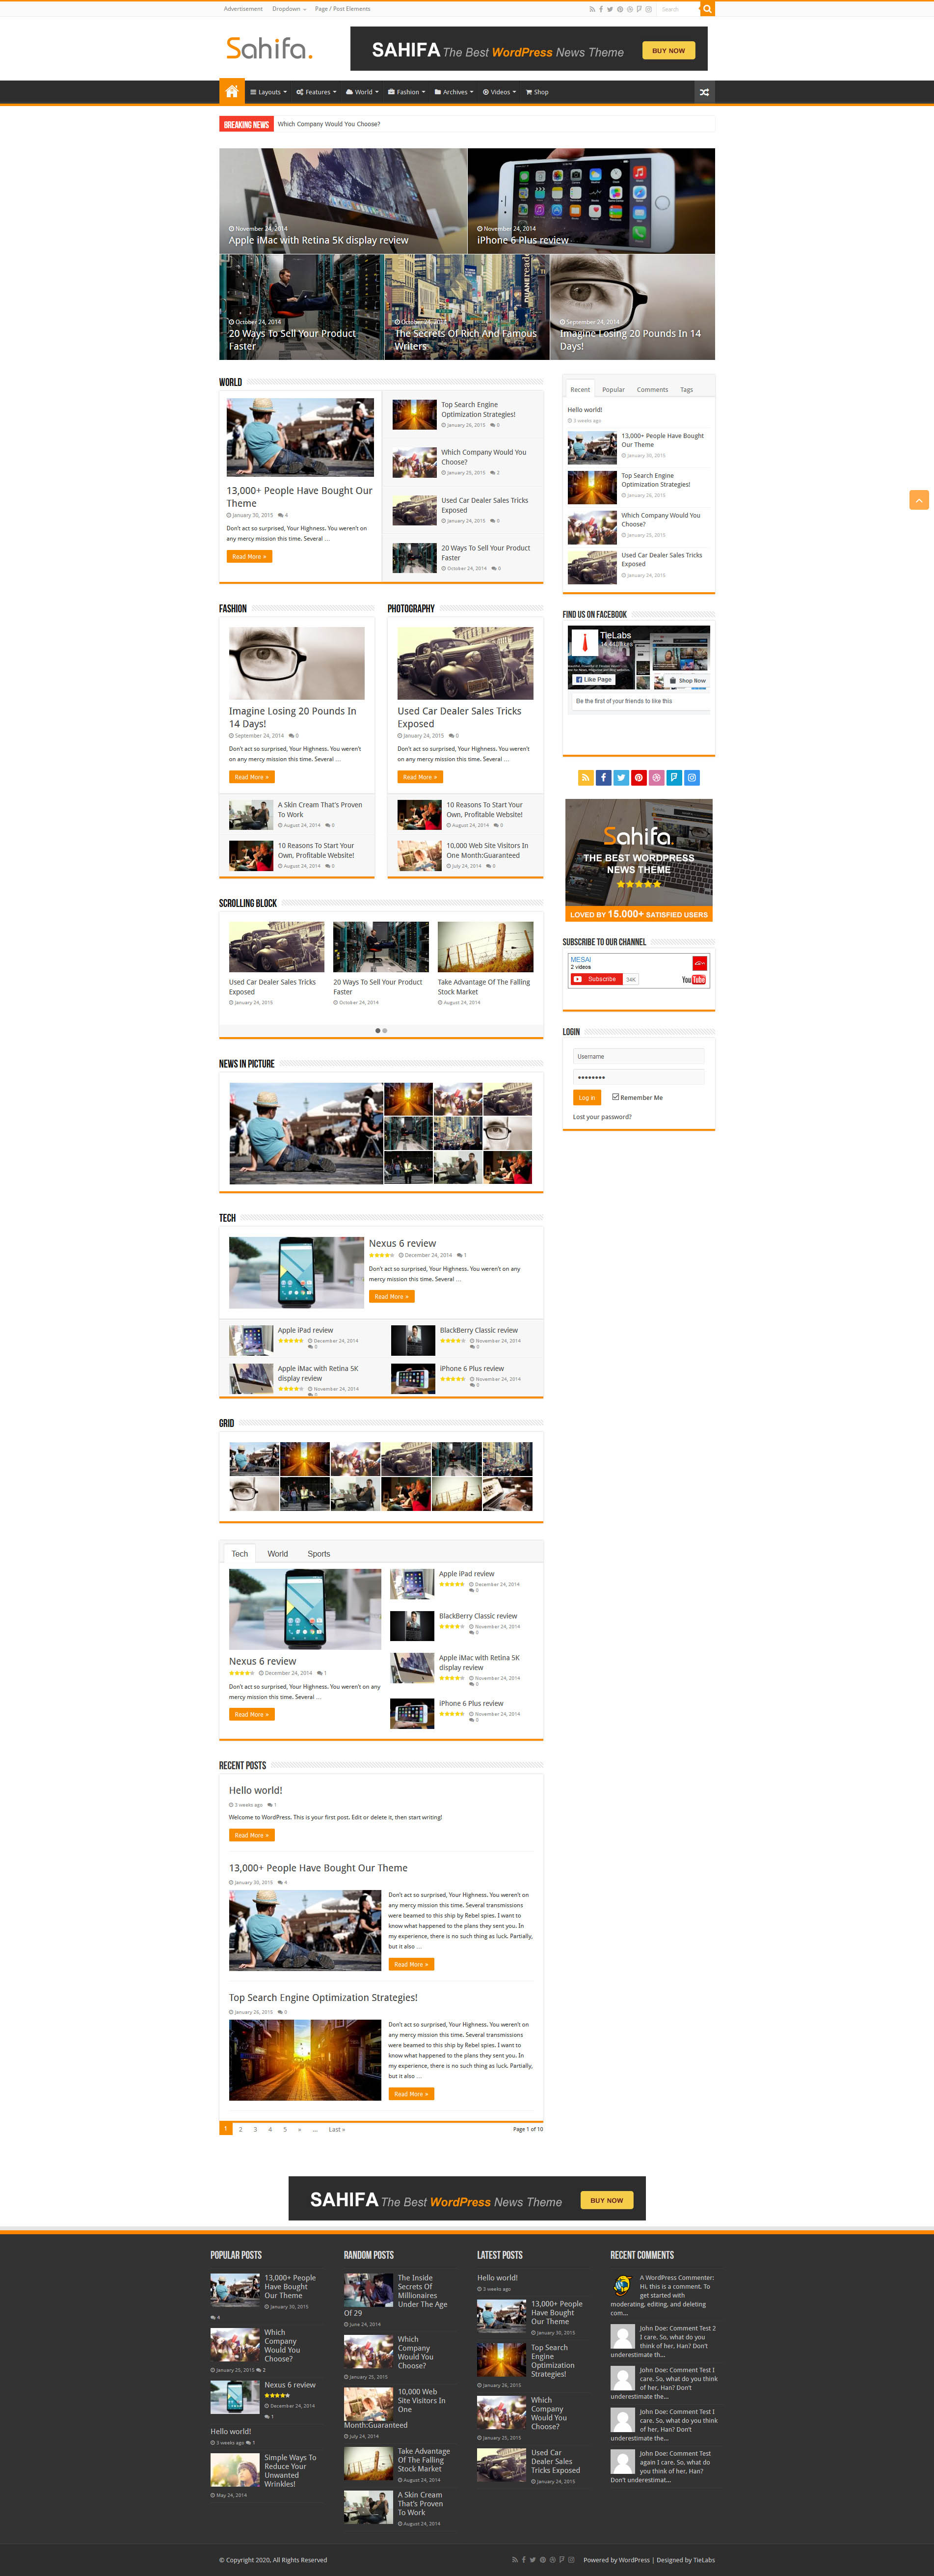 Advertisement Dropdown Page / Post Elements
Search
Sahifa.
SAHIFA The Best WordPress News Theme
BUY NOW
Layouts Features World Fashion Archives Videos Shop
BREAKING NEWS
Which Company Would You Choose?
November 24, 2014
Apple iMac with Retina 5K display review
November 24, 2014
iPhone 6 Plus review
October 24, 2014
20 Ways To Sell Your Product
Faster
October 24, 2014
The Secrets Of Rich And Famous
Writers
September 24, 2014
Imagine Losing 20 Pounds In 14
Days!
WORLD
13,000+ People Have Bought Our
Theme
January 30, 2015 4
Don't act so surprised, Your Highness. You weren't on
any mercy mission this time. Several …
Read More »
Top Search Engine
Optimization Strategies!
January 26, 2015 0
Which Company Would You
Choose?
January 25, 2015 2
Used Car Dealer Sales Tricks
Exposed
January 24, 2015 0
20 Ways To Sell Your Product
Faster
October 24, 2014 0
Recent Popular Comments Tags
Hello world!
3 weeks ago
13,000+ People Have Bought
Our Theme
January 30, 2015
Top Search Engine
Optimization Strategies!
January 26, 2015
Which Company Would You
Choose?
January 25, 2015
Used Car Dealer Sales Tricks
Exposed
January 24, 2015
FASHION
Imagine Losing 20 Pounds In
14 Days!
September 24, 2014 0
Don't act so surprised, Your Highness. You weren't
on any mercy mission this time. Several …
Read More »
A Skin Cream That's Proven
To Work
August 24, 2014 0
10 Reasons To Start Your
Own, Profitable Website!
August 24, 2014 0
PHOTOGRAPHY
Used Car Dealer Sales Tricks
Exposed
January 24, 2015 0
Don't act so surprised, Your Highness. You weren't
on any mercy mission this time. Several …
Read More »
10 Reasons To Start Your
Own, Profitable Website!
August 24, 2014 0
10,000 Web Site Visitors In
One Month:Guaranteed
July 24, 2014 0
FIND US ON FACEBOOK
TieLabs
Like Page
Shop Now
Be the first of your friends to like this
Sahifa.
THE BEST WORDPRESS
NEWS THEME
LOVED BY 15.000+ SATISFIED USERS
SUBSCRIBE TO OUR CHANNEL
MESAI
2 videos
Subscribe 34K
YouTube
LOGIN
Username
Log in Remember Me
Lost your password?
SCROLLING BLOCK
Used Car Dealer Sales Tricks
Exposed
January 24, 2015
20 Ways To Sell Your Product
Faster
October 24, 2014
Take Advantage Of The Falling
Stock Market
August 24, 2014
NEWS IN PICTURE
TECH
Nexus 6 review
December 24, 2014 1
Don't act so surprised, Your Highness. You weren't on any
mercy mission this time. Several …
Read More »
Apple iPad review
December 24, 2014
0
BlackBerry Classic review
November 24, 2014
0
Apple iMac with Retina 5K
display review
November 24, 2014
0
iPhone 6 Plus review
November 24, 2014
0
GRID
Tech World Sports
Nexus 6 review
December 24, 2014 1
Don't act so surprised, Your Highness. You weren't on any
mercy mission this time. Several …
Read More »
Apple iPad review
December 24, 2014
0
BlackBerry Classic review
November 24, 2014
0
Apple iMac with Retina 5K
display review
November 24, 2014
0
iPhone 6 Plus review
November 24, 2014
0
RECENT POSTS
Hello world!
3 weeks ago 1
Welcome to WordPress. This is your first post. Edit or delete it, then start writing!
Read More »
13,000+ People Have Bought Our Theme
January 30, 2015 4
Don't act so surprised, Your Highness. You weren't on
any mercy mission this time. Several transmissions
were beamed to this ship by Rebel spies. I want to
know what happened to the plans they sent you. In
my experience, there is no such thing as luck. Partially,
but it also …
Read More »
Top Search Engine Optimization Strategies!
January 26, 2015 0
Don't act so surprised, Your Highness. You weren't on
any mercy mission this time. Several transmissions
were beamed to this ship by Rebel spies. I want to
know what happened to the plans they sent you. In
my experience, there is no such thing as luck. Partially,
but it also …
Read More »
1 2 3 4 5 » ... Last »
Page 1 of 10
SAHIFA The Best WordPress News Theme
BUY NOW
POPULAR POSTS
13,000+ People
Have Bought
Our Theme
January 30, 2015
4
Which
Company
Would You
Choose?
January 25, 2015 2
Nexus 6 review
December 24, 2014
1
Hello world!
3 weeks ago 1
Simple Ways To
Reduce Your
Unwanted
Wrinkles!
May 24, 2014
RANDOM POSTS
The Inside
Secrets Of
Millionaires
Under The Age
Of 29
June 24, 2014
Which
Company
Would You
Choose?
January 25, 2015
10,000 Web
Site Visitors In
One
Month:Guaranteed
July 24, 2014
Take Advantage
Of The Falling
Stock Market
August 24, 2014
A Skin Cream
That's Proven
To Work
August 24, 2014
LATEST POSTS
Hello world!
3 weeks ago
13,000+ People
Have Bought
Our Theme
January 30, 2015
Top Search
Engine
Optimization
Strategies!
January 26, 2015
Which
Company
Would You
Choose?
January 25, 2015
Used Car
Dealer Sales
Tricks Exposed
January 24, 2015
RECENT COMMENTS
A WordPress Commenter:
Hi, this is a comment. To
get started with
moderating, editing, and deleting
com...
John Doe: Comment Test 2
I care. So, what do you
think of her, Han? Don't
underestimate th...
John Doe: Comment Test I
care. So, what do you think
of her, Han? Don't
underestimate the...
John Doe: Comment Test I
care. So, what do you think
of her, Han? Don't
underestimate the...
John Doe: Comment Test
again I care. So, what do
you think of her, Han?
Don't underestimat...
© Copyright 2020, All Rights Reserved
Powered by WordPress | Designed by TieLabs